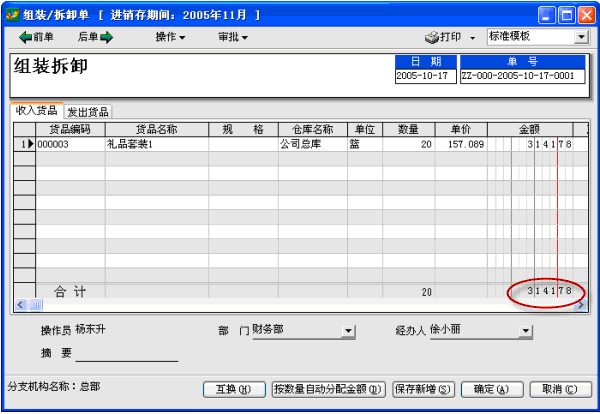 组装/拆卸单 [ 进销存期间: 2005年11月 ]
前单 后单 操作 审批 打印 标准模板
组装拆卸
日 期 单 号
2005-10-17 ZZ-000-2005-10-17-0001
收入货品 发出货品
货品编码 货品名称 规 格 仓库名称 单位 数量 单价 金额
1 000003 礼品套装1 公司总库 篮 20 157.089 314178
合 计 20 314178
操作员 杨东升 部 门 财务部 经办人 徐小丽
摘 要
分支机构名称:总部 互换(H) 按数量自动分配金额(D) 保存新增(S) 确定(A) 取消(C)